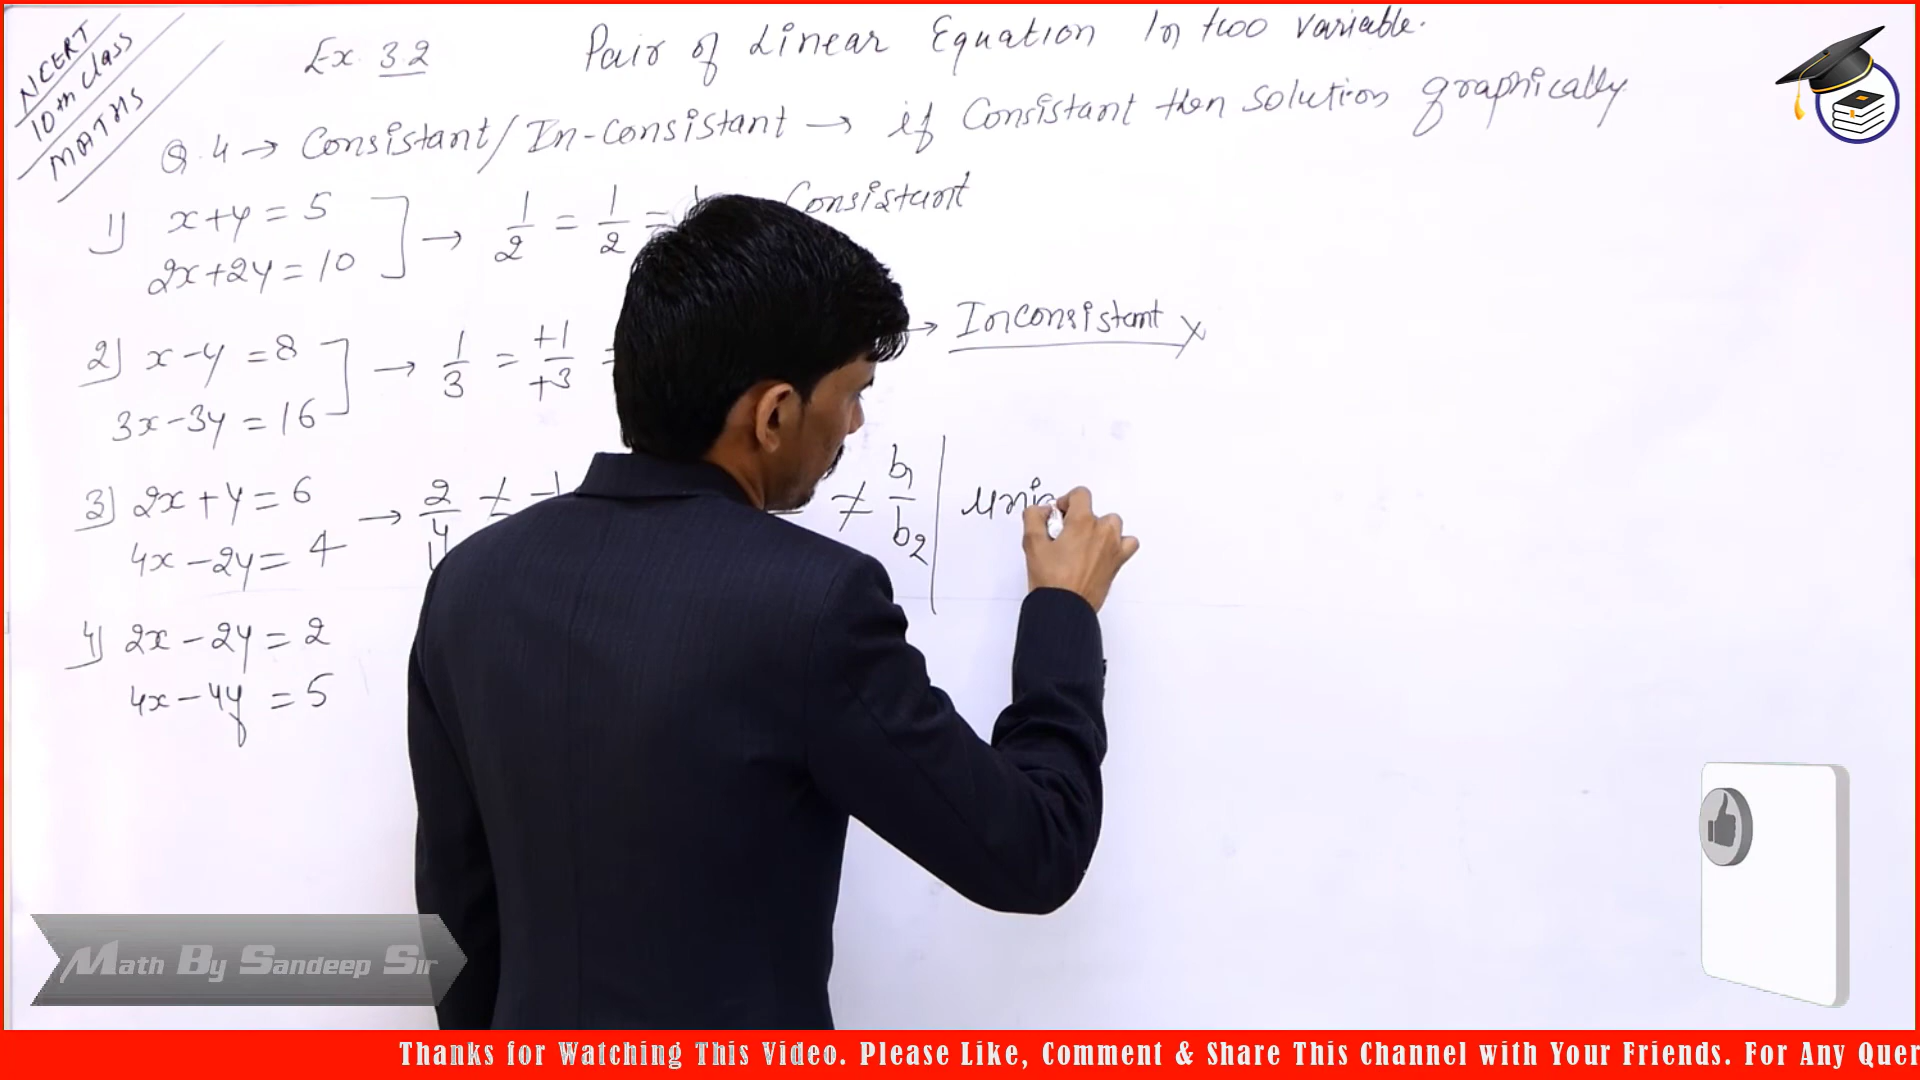 NCERT
10th class
MATHS
Ex. 3.2
Pair of Linear Equation In two variable.
Q.4 → Consistant/In-consistant → if Consistant then solution graphically
1) x+y = 5
2x+2y = 10
→ 1/2 = 1/2 =
Consistant
2) x-y = 8
3x-3y = 16
→ 1/3 = +1/+3 =
→ Inconsistant ×
3) 2x + y = 6
4x - 2y = 4
→ 2/4 ≠ -1
≠ b1/b2 | uni
4) 2x - 2y = 2
4x - 4y = 5
Math By Sandeep Sir
Thanks for Watching This Video. Please Like, Comment & Share This Channel with Your Friends. For Any Quer